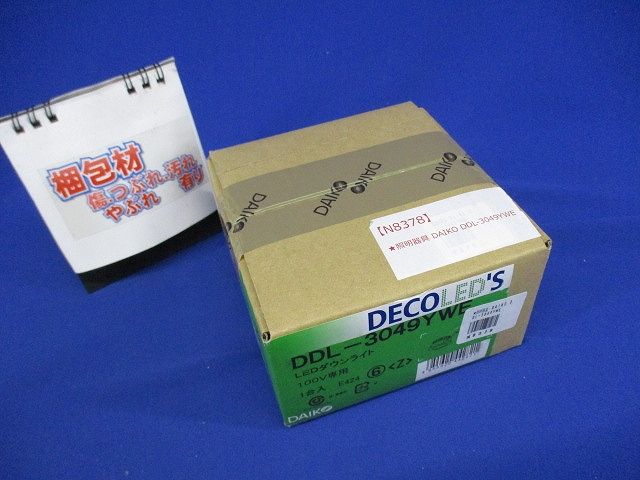 梱包材
傷、つぶれ、汚れ、
やぶれ 有り
DAIKO DAIKO DAIKO
【N8378】
★照明器具 DAIKO DDL-3049YWE
DECOLED'S
DDL-3049YWE
LEDダウンライト
100V専用
1台入 E424
DAIKO